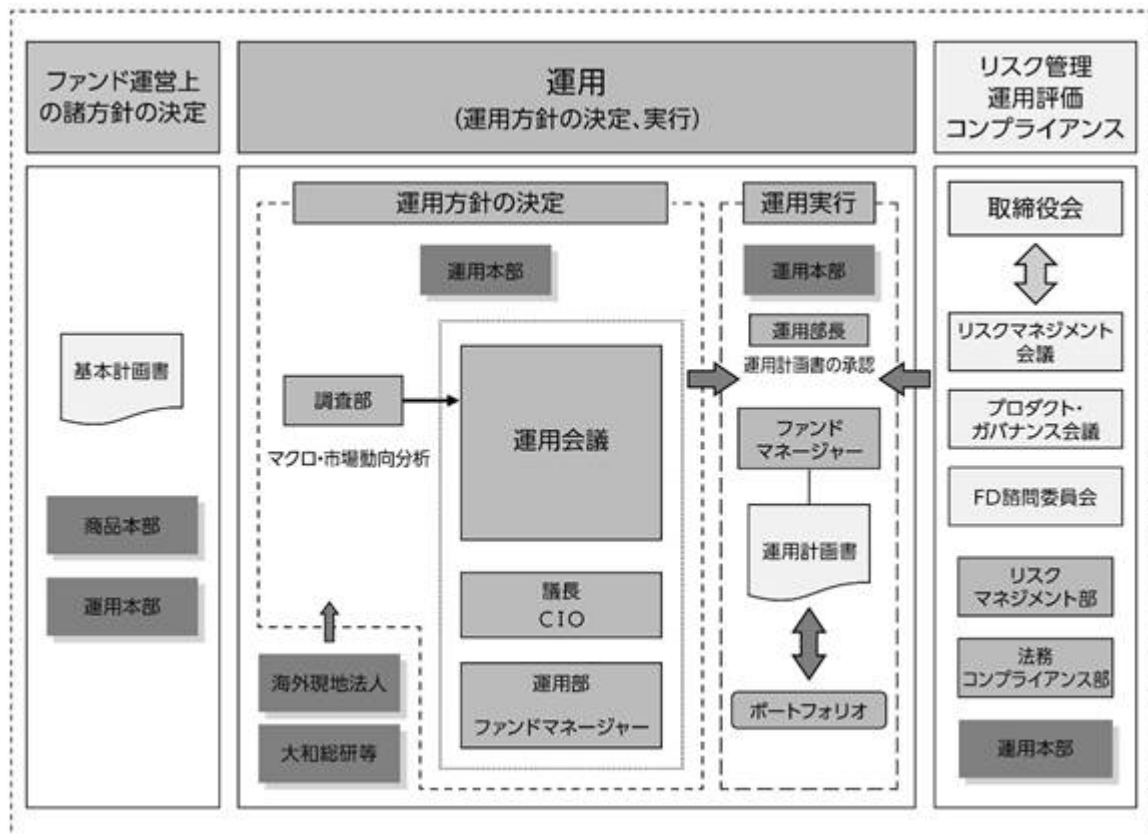 ファンド運営上
の諸方針の決定
運用
(運用方針の決定、実行)
リスク管理
運用評価
コンプライアンス
基本計画書
商品本部
運用本部
運用方針の決定
運用本部
調査部
マクロ・市場動向分析
運用会議
議長
CIO
運用部
ファンドマネージャー
海外現地法人
大和総研等
運用実行
運用本部
運用部長
運用計画書の承認
ファンド
マネージャー
運用計画書
ポートフォリオ
取締役会
リスクマネジメント
会議
プロダクト・
ガバナンス会議
FD諮問委員会
リスク
マネジメント部
法務
コンプライアンス部
運用本部